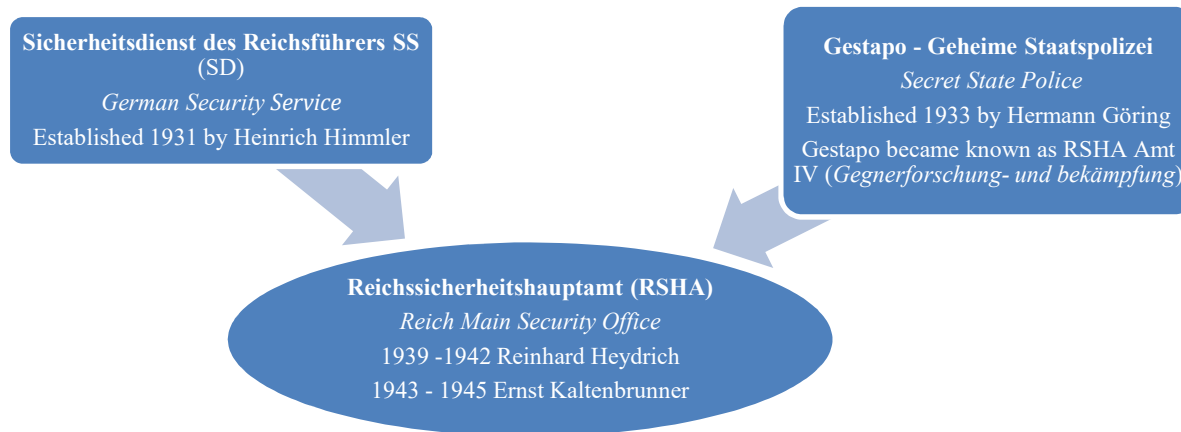 Sicherheitsdienst des Reichsführers SS
(SD)
German Security Service
Established 1931 by Heinrich Himmler
Gestapo - Geheime Staatspolizei
Secret State Police
Established 1933 by Hermann Göring
Gestapo became known as RSHA Amt
IV (Gegnerforschung- und bekämpfung)
Reichssicherheitshauptamt (RSHA)
Reich Main Security Office
1939 -1942 Reinhard Heydrich
1943 - 1945 Ernst Kaltenbrunner